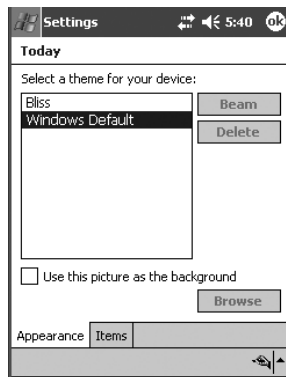 Settings 5:40 ok
Today
Select a theme for your device:
Bliss
Windows Default
Beam
Delete
Use this picture as the background
Browse
Appearance Items